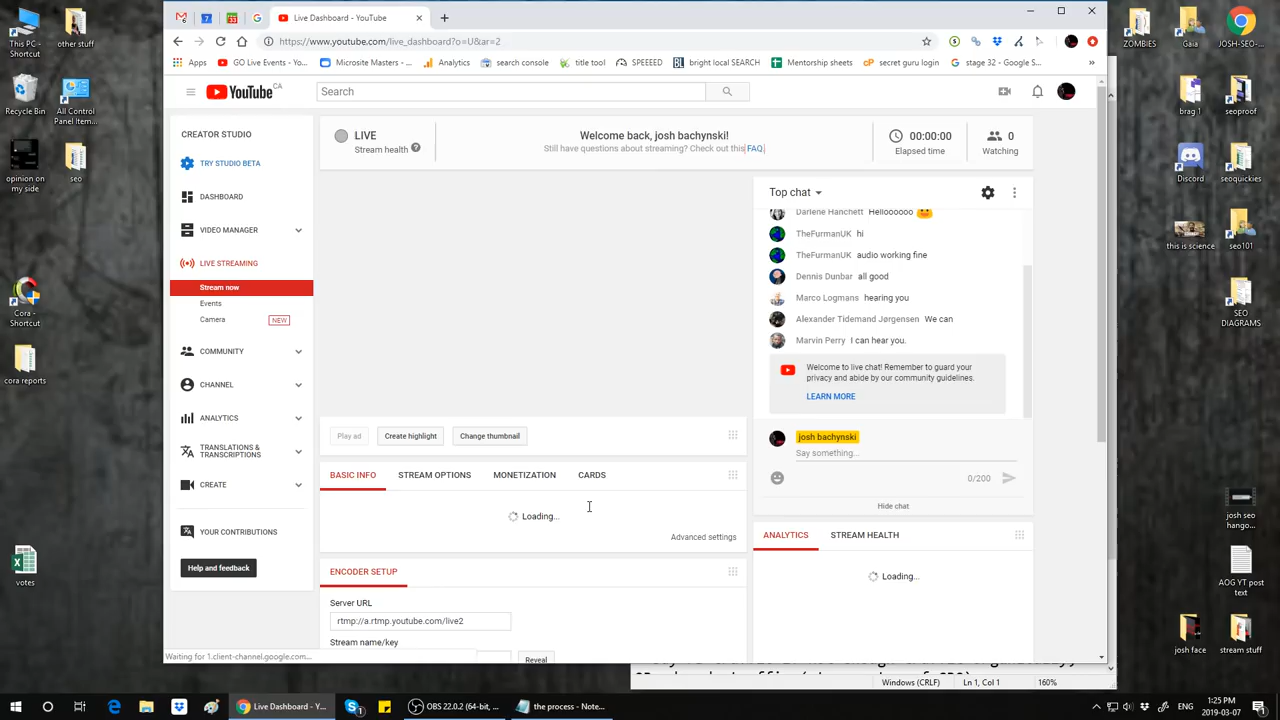 This PC - Shortcut
other stuff
Recycle Bin
All Control Panel Item...
opinion on my side
seo
Cora - Shortcut
cora reports
votes
Live Dashboard - YouTube
https://www.youtube.com/live_dashboard?o=U&ar=2
Apps
GO Live Events - You...
Microsite Masters - ...
Analytics
search console
title tool
SPEEEED
bright local SEARCH
Mentorship sheets
secret guru login
stage 32 - Google S...
YouTube CA
Search
CREATOR STUDIO
TRY STUDIO BETA
DASHBOARD
VIDEO MANAGER
LIVE STREAMING
Stream now
Events
Camera NEW
COMMUNITY
CHANNEL
ANALYTICS
TRANSLATIONS & TRANSCRIPTIONS
CREATE
YOUR CONTRIBUTIONS
Help and feedback
LIVE
Stream health
Welcome back, josh bachynski!
Still have questions about streaming? Check out this FAQ.
00:00:00
Elapsed time
0
Watching
Play ad
Create highlight
Change thumbnail
BASIC INFO
STREAM OPTIONS
MONETIZATION
CARDS
Loading...
Advanced settings
ENCODER SETUP
Server URL
rtmp://a.rtmp.youtube.com/live2
Stream name/key
Reveal
Top chat
Darlene Hanchett Helloooooo
TheFurmanUK hi
TheFurmanUK audio working fine
Dennis Dunbar all good
Marco Logmans hearing you
Alexander Tidemand Jørgensen We can
Marvin Perry I can hear you.
Welcome to live chat! Remember to guard your
privacy and abide by our community guidelines.
LEARN MORE
josh bachynski
Say something...
0/200
Hide chat
ANALYTICS
STREAM HEALTH
Loading...
Waiting for 1.client-channel.google.com...
Windows (CRLF)
Ln 1, Col 1
160%
ZOMBIES
Gaia
JOSH-SEO-...
brag 1
seoproof
Discord
seoquickies
this is science
seo101
SEO DIAGRAMS
josh seo hango...
AOG YT post text
josh face
stream stuff
Live Dashboard - Y...
OBS 22.0.2 (64-bit, ...
the process - Note...
1:25 PM
2019-03-07